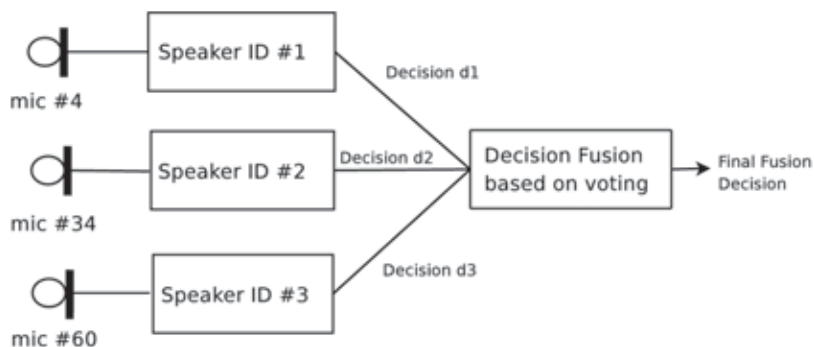 Speaker ID #1
mic #4
Decision d1
Speaker ID #2
mic #34
Decision d2
Decision Fusion
based on voting
Final Fusion
Decision
Speaker ID #3
mic #60
Decision d3